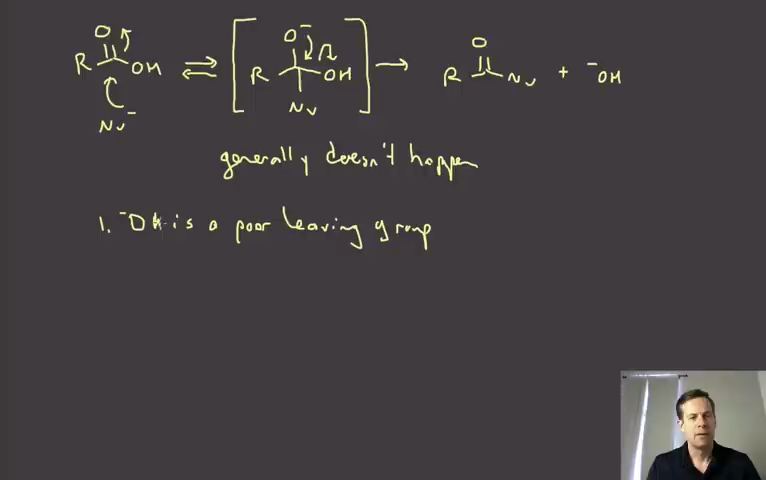 O O⁻ O
R OH ⇌ [ R OH ] → R Nu + ⁻OH
Nu⁻ Nu
generally doesn't happen
1. ⁻OH is a poor leaving group